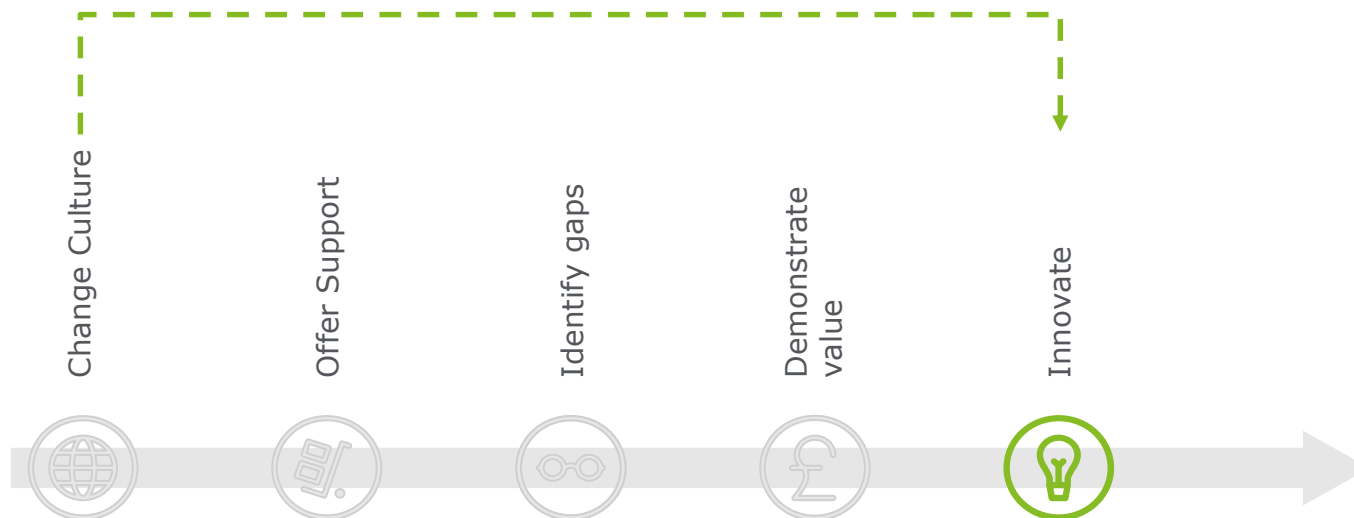 Change Culture
Offer Support
Identify gaps
Demonstrate
value
Innovate